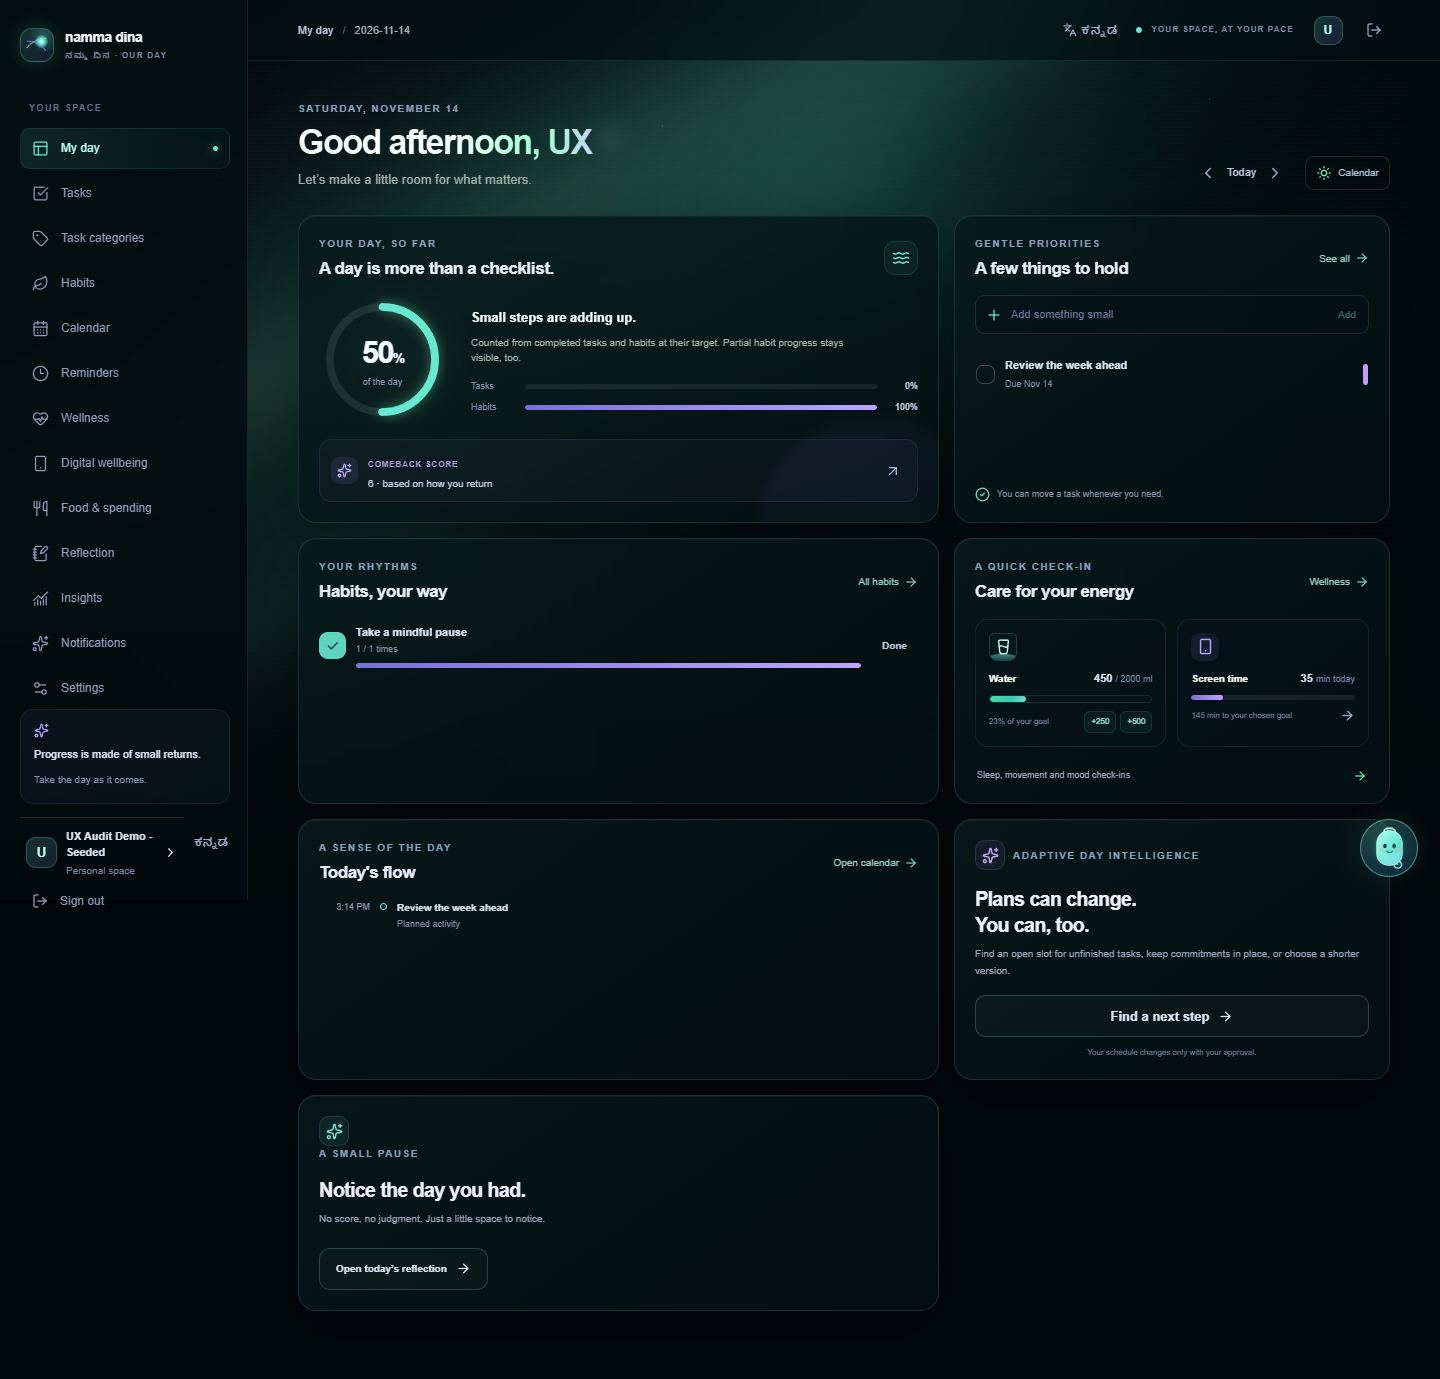 namma dina
ನಮ್ಮ ದಿನ · OUR DAY
YOUR SPACE
My day
Tasks
Task categories
Habits
Calendar
Reminders
Wellness
Digital wellbeing
Food & spending
Reflection
Insights
Notifications
Settings
Progress is made of small returns.
Take the day as it comes.
U
UX Audit Demo -
Seeded
Personal space
ಕನ್ನಡ
Sign out
My day / 2026-11-14
ಕನ್ನಡ
YOUR SPACE, AT YOUR PACE
U
SATURDAY, NOVEMBER 14
Good afternoon, UX
Let's make a little room for what matters.
Today
Calendar
YOUR DAY, SO FAR
A day is more than a checklist.
50%
of the day
Small steps are adding up.
Counted from completed tasks and habits at their target. Partial habit progress stays
visible, too.
Tasks 0%
Habits 100%
COMEBACK SCORE
6 · based on how you return
GENTLE PRIORITIES
A few things to hold
See all
Add something small Add
Review the week ahead
Due Nov 14
You can move a task whenever you need.
YOUR RHYTHMS
Habits, your way
All habits
Take a mindful pause
1 / 1 times
Done
A QUICK CHECK-IN
Care for your energy
Wellness
Water 450 / 2000 ml
23% of your goal +250 +500
Screen time 35 min today
145 min to your chosen goal
Sleep, movement and mood check-ins
A SENSE OF THE DAY
Today's flow
Open calendar
3:14 PM Review the week ahead
Planned activity
ADAPTIVE DAY INTELLIGENCE
Plans can change.
You can, too.
Find an open slot for unfinished tasks, keep commitments in place, or choose a shorter
version.
Find a next step
Your schedule changes only with your approval.
A SMALL PAUSE
Notice the day you had.
No score, no judgment. Just a little space to notice.
Open today's reflection